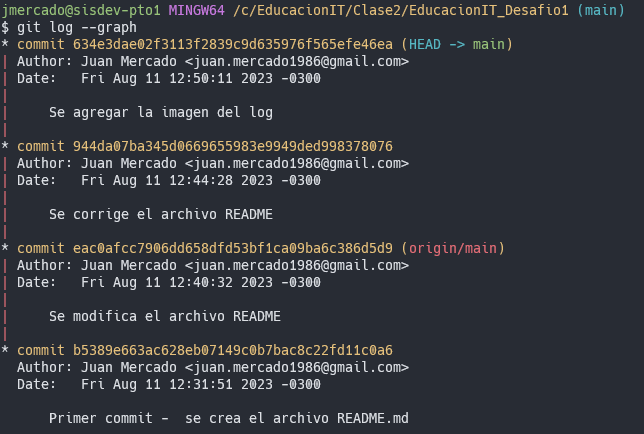 jmercado@sisdev-pto1 MINGW64 /c/EducacionIT/Clase2/EducacionIT_Desafio1 (main)
$ git log --graph
* commit 634e3dae02f3113f2839c9d635976f565efe46ea (HEAD -> main)
| Author: Juan Mercado <juan.mercado1986@gmail.com>
| Date:   Fri Aug 11 12:50:11 2023 -0300
|
|     Se agregar la imagen del log
|
* commit 944da07ba345d0669655983e9949ded998378076
| Author: Juan Mercado <juan.mercado1986@gmail.com>
| Date:   Fri Aug 11 12:44:28 2023 -0300
|
|     Se corrige el archivo README
|
* commit eac0afcc7906dd658dfd53bf1ca09ba6c386d5d9 (origin/main)
| Author: Juan Mercado <juan.mercado1986@gmail.com>
| Date:   Fri Aug 11 12:40:32 2023 -0300
|
|     Se modifica el archivo README
|
* commit b5389e663ac628eb07149c0b7bac8c22fd11c0a6
  Author: Juan Mercado <juan.mercado1986@gmail.com>
  Date:   Fri Aug 11 12:31:51 2023 -0300

      Primer commit -  se crea el archivo README.md